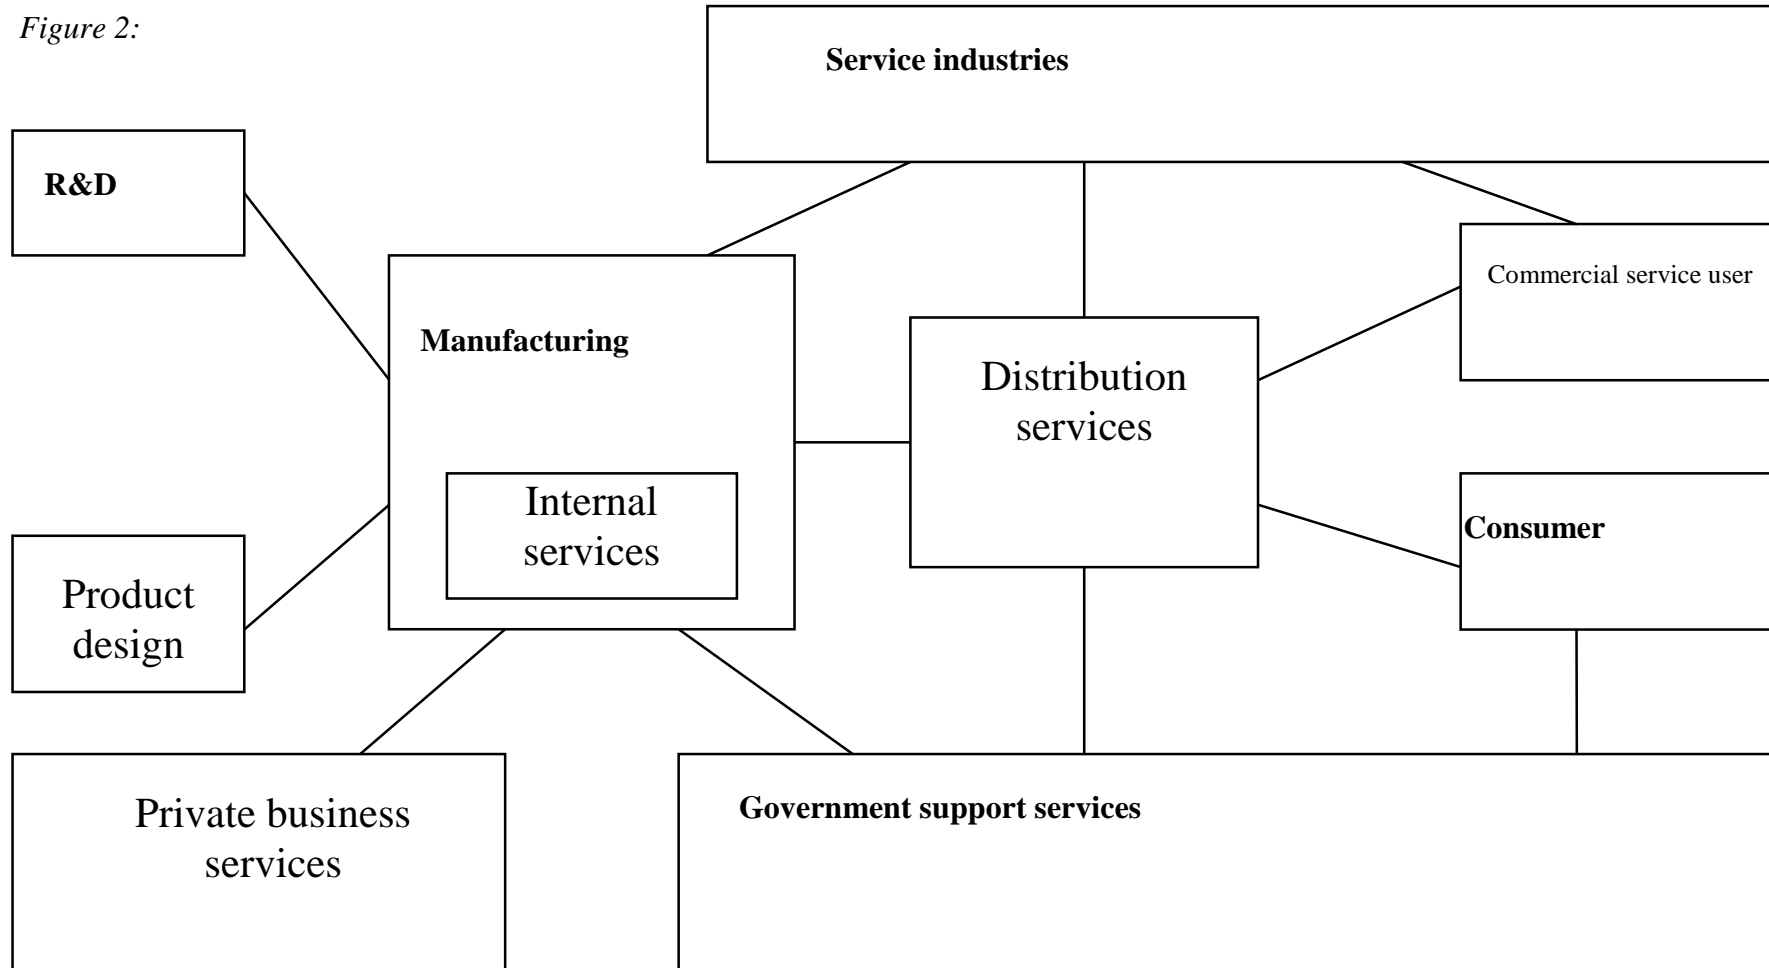 Figure 2:
Service industries
R&D
Commercial service user
Manufacturing
Distribution
services
Internal
services
Consumer
Product
design
Private business
services
Government support services